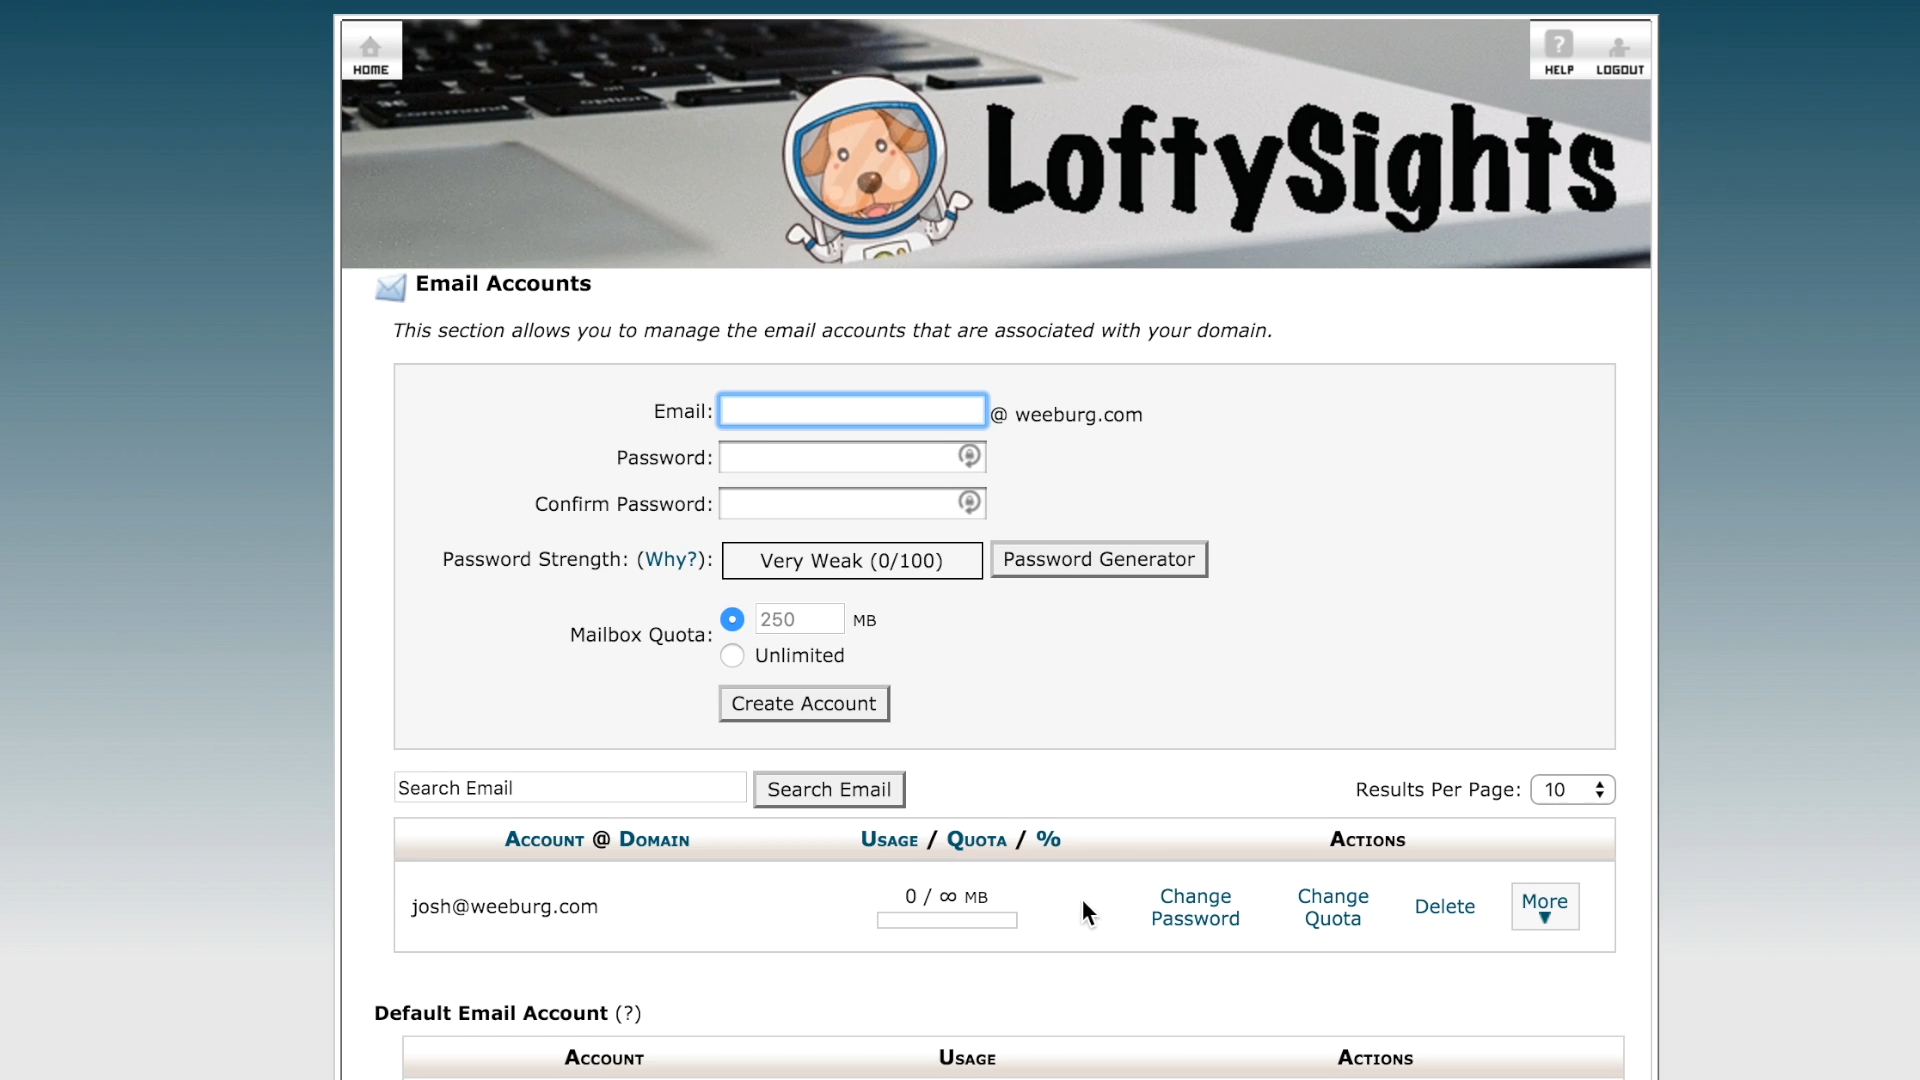 HOME
HELP LOGOUT
command option
LoftySights
Email Accounts
This section allows you to manage the email accounts that are associated with your domain.
Email: @ weeburg.com
Password:
Confirm Password:
Password Strength: (Why?): Very Weak (0/100) Password Generator
Mailbox Quota: 250 MB
Unlimited
Create Account
Search Email Search Email Results Per Page: 10
Account @ Domain Usage / Quota / % Actions
josh@weeburg.com 0 / ∞ MB Change Password Change Quota Delete More
Default Email Account (?)
Account Usage Actions